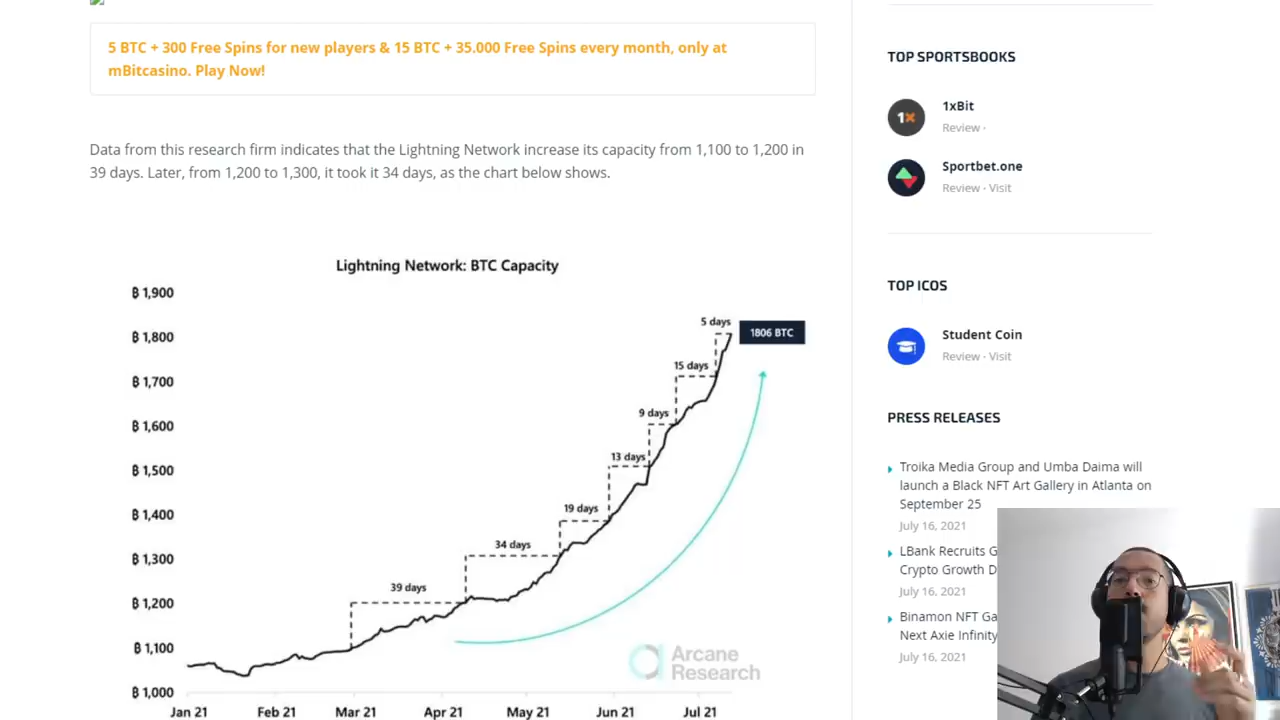 5 BTC + 300 Free Spins for new players & 15 BTC + 35.000 Free Spins every month, only at
mBitcasino. Play Now!
Data from this research firm indicates that the Lightning Network increase its capacity from 1,100 to 1,200 in
39 days. Later, from 1,200 to 1,300, it took it 34 days, as the chart below shows.
Lightning Network: BTC Capacity
฿ 1,900
฿ 1,800
฿ 1,700
฿ 1,600
฿ 1,500
฿ 1,400
฿ 1,300
฿ 1,200
฿ 1,100
฿ 1,000
5 days
1806 BTC
15 days
9 days
13 days
19 days
34 days
39 days
Arcane
Research
Jan 21
Feb 21
Mar 21
Apr 21
May 21
Jun 21
Jul 21
TOP SPORTSBOOKS
1x
1xBit
Review ·
Sportbet.one
Review · Visit
TOP ICOS
Student Coin
Review · Visit
PRESS RELEASES
Troika Media Group and Umba Daima will
launch a Black NFT Art Gallery in Atlanta on
September 25
July 16, 2021
LBank Recruits G
Crypto Growth D
July 16, 2021
Binamon NFT Ga
Next Axie Infinity
July 16, 2021